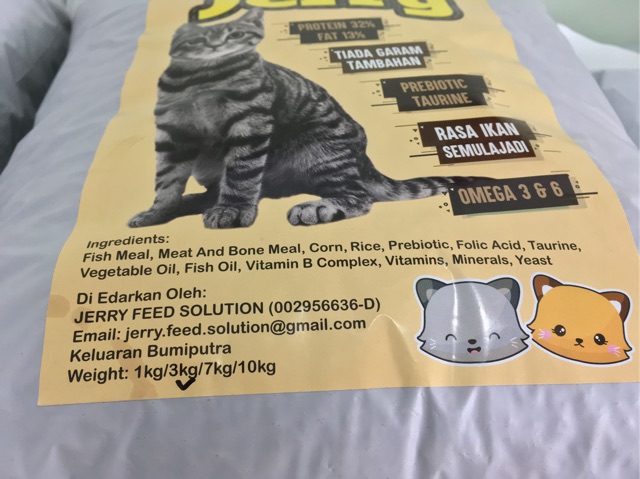 Jerry
PROTEIN 32%
FAT 13%
TIADA GARAM
TAMBAHAN
PREBIOTIC
TAURINE
RASA IKAN
SEMULAJADI
OMEGA 3 & 6
Ingredients:
Fish Meal, Meat And Bone Meal, Corn, Rice, Prebiotic, Folic Acid, Taurine,
Vegetable Oil, Fish Oil, Vitamin B Complex, Vitamins, Minerals, Yeast
Di Edarkan Oleh:
JERRY FEED SOLUTION (002956636-D)
Email: jerry.feed.solution@gmail.com
Keluaran Bumiputra
Weight: 1kg/3kg/7kg/10kg